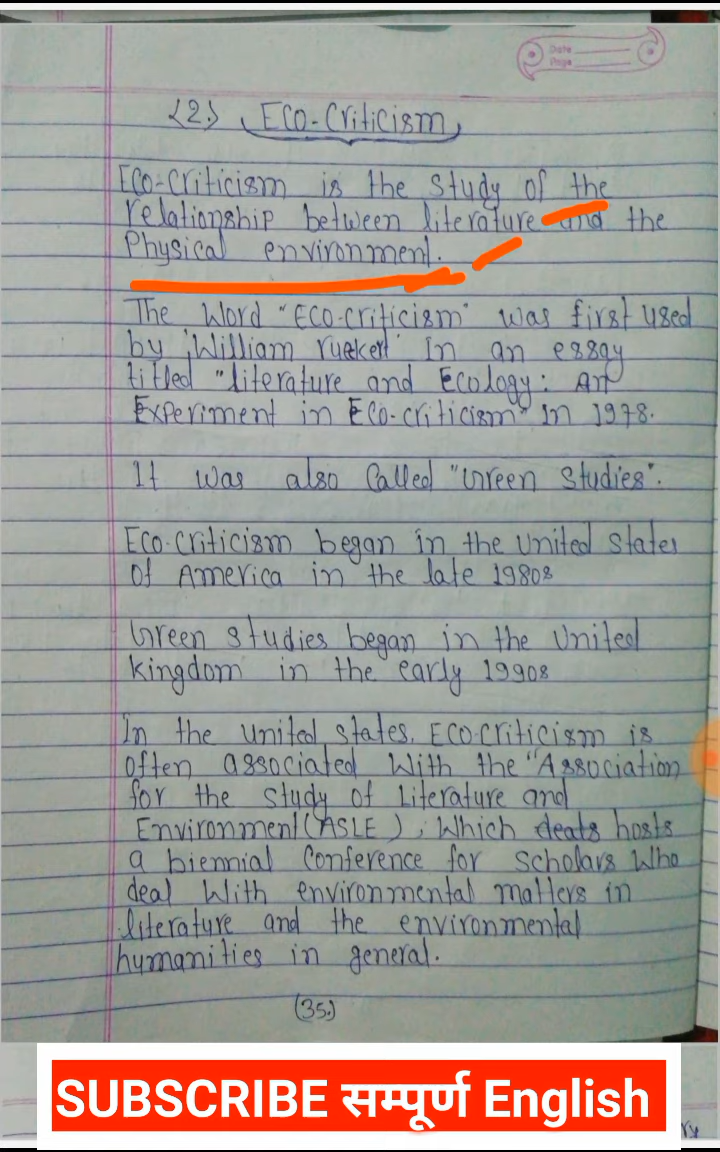 Date
Page
(2.) Eco-Criticism
Eco-Criticism is the study of the
relationship between literature and the
Physical environment.
The Word "Eco-criticism" was first used
by 'William rueekert' In an essay
titled "literature and Ecology: An
Experiment in Eco-criticism" In 1978.
It was also Called "Green Studies".
Eco-Criticism began in the United States
Of America in the late 1980s
Green studies began in the United
kingdom in the early 1990s
In the united states, Eco-Criticism is
often associated With the "Association
for the study of Literature and
Environment (ASLE), Which deals hosts
a biennial Conference for scholars Who
deal With environmental matters in
literature and the environmental
humanities in general.
(35.)
SUBSCRIBE सम्पूर्ण English